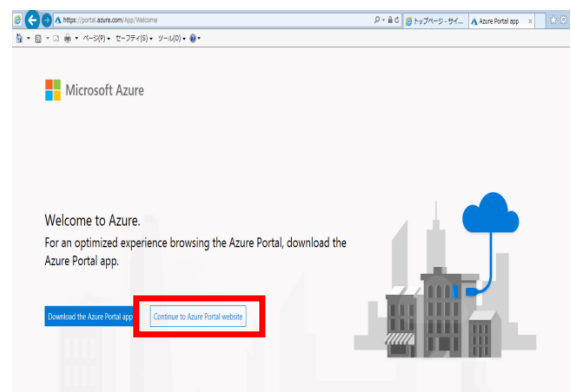 https://portal.azure.com/App/Welcome
トップページ - サイ...
Azure Portal app
ページ(P) セーフティ(S) ツール(O)
Microsoft Azure
Welcome to Azure.
For an optimized experience browsing the Azure Portal, download the
Azure Portal app.
Download the Azure Portal app
Continue to Azure Portal website